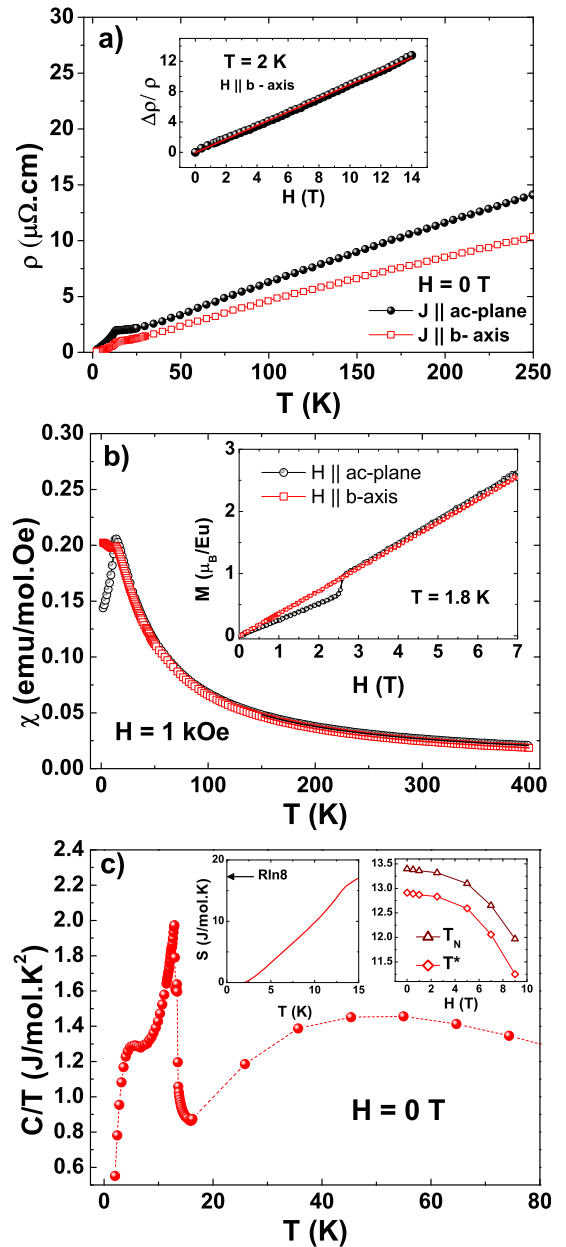 a)
T = 2 K
H || b - axis
Δρ/ ρ
12
8
4
0
0 2 4 6 8 10 12 14
H (T)
30
25
20
15
10
5
0
ρ (μΩ.cm)
H = 0 T
J || ac-plane
J || b- axis
0 50 100 150 200 250
T (K)
b)
0.30
0.25
0.20
0.15
0.10
0.05
0.00
χ (emu/mol.Oe)
H || ac-plane
H || b-axis
M (μB/Eu)
3
2
1
0
T = 1.8 K
0 1 2 3 4 5 6 7
H (T)
H = 1 kOe
0 100 200 300 400
T (K)
c)
2.4
2.2
2.0
1.8
1.6
1.4
1.2
1.0
0.8
0.6
C/T (J/mol.K²)
S (J/mol.K)
20
10
0
Rln8
0 5 10 15
T (K)
13.5
13.0
12.5
12.0
11.5
TN
T*
0 2 4 6 8 10
H (T)
H = 0 T
0 20 40 60 80
T (K)